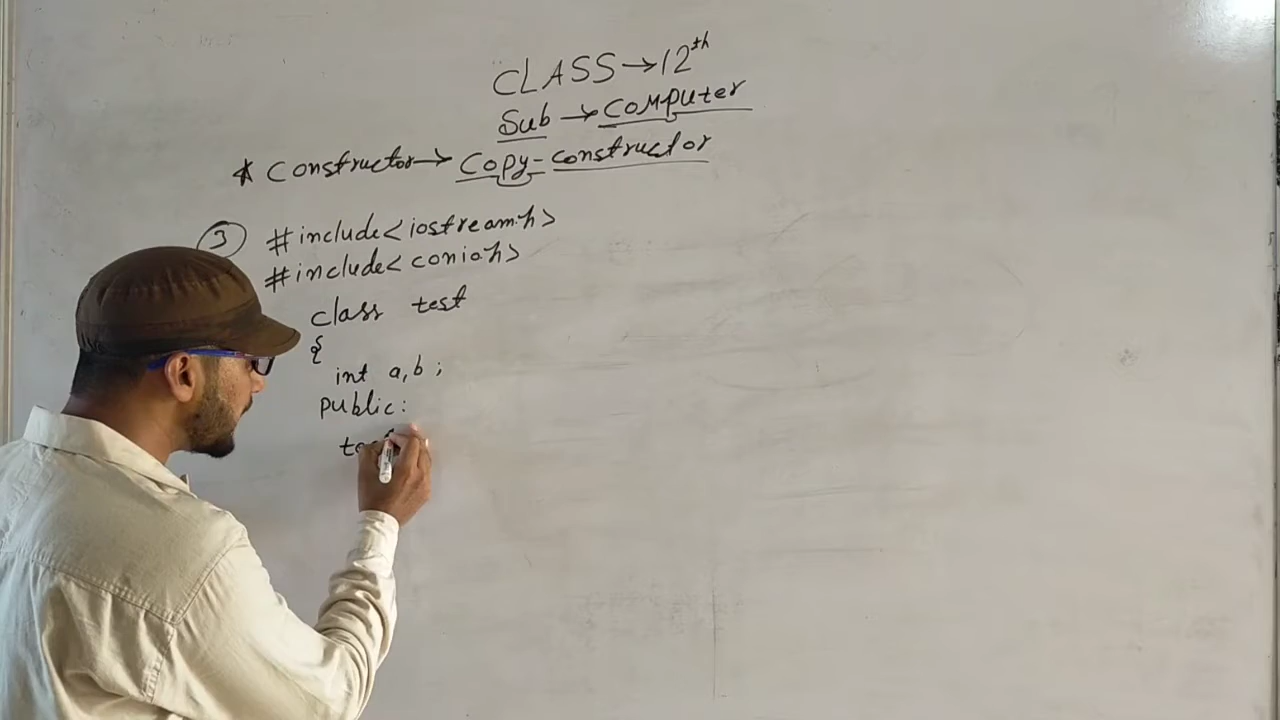 CLASS → 12th
Sub → Computer
* Constructor → Copy-constructor
③ #include<iostream.h>
#include<conio.h>
class test
{
int a,b ;
public: